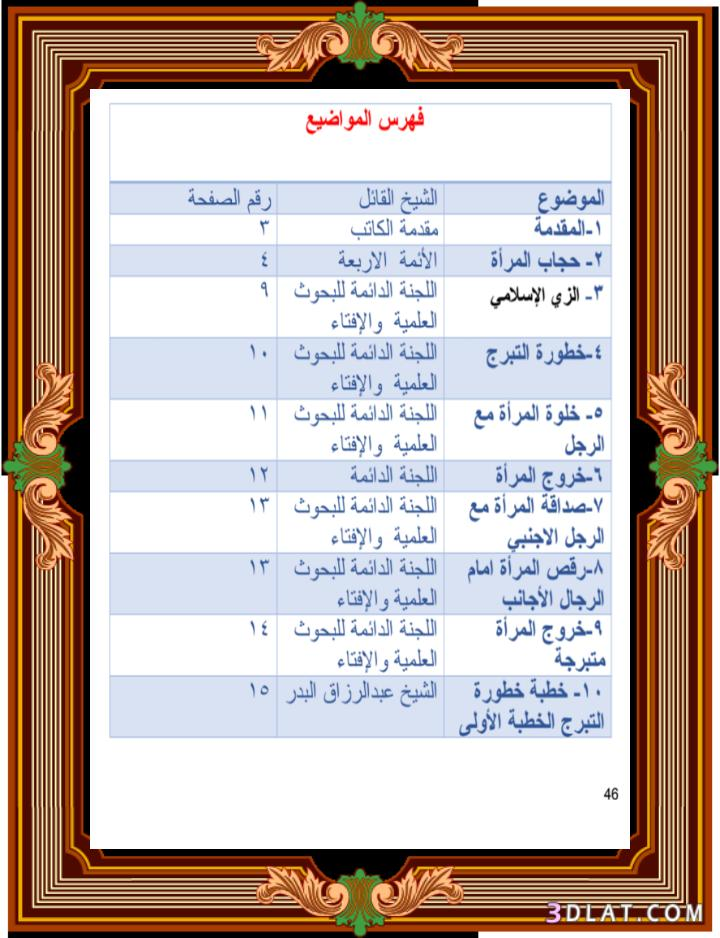 فهرس المواضيع
الموضوع الشيخ القائل رقم الصفحة
١-المقدمة مقدمة الكاتب ٣
٢- حجاب المرأة الأئمة الاربعة ٤
٣- الزي الإسلامي اللجنة الدائمة للبحوث ٩
العلمية والإفتاء
٤-خطورة التبرج اللجنة الدائمة للبحوث ١٠
العلمية والإفتاء
٥- خلوة المرأة مع اللجنة الدائمة للبحوث ١١
الرجل العلمية والإفتاء
٦-خروج المرأة اللجنة الدائمة ١٢
٧-صداقة المرأة مع اللجنة الدائمة للبحوث ١٣
الرجل الاجنبي العلمية والإفتاء
٨-رقص المرأة امام اللجنة الدائمة للبحوث ١٣
الرجال الأجانب العلمية والإفتاء
٩-خروج المرأة اللجنة الدائمة للبحوث ١٤
متبرجة العلمية والإفتاء
١٠- خطبة خطورة الشيخ عبدالرزاق البدر ١٥
التبرج الخطبة الأولى
46
3DLAT.COM